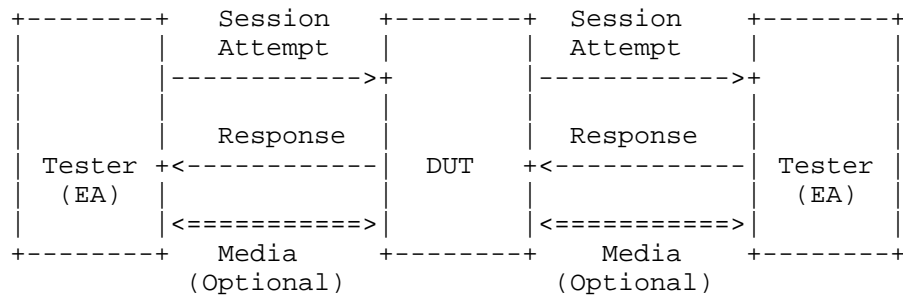 +--------+   Session   +--------+   Session   +--------+
|        |   Attempt   |        |   Attempt   |        |
|        |------------>+        |------------>+        |
|        |             |        |             |        |
|        |   Response  |        |   Response  |        |
| Tester +<------------|  DUT   +<------------| Tester |
|  (EA)  |             |        |             |  (EA)  |
|        |<===========>|        |<===========>|        |
+--------+    Media    +--------+    Media    +--------+
           (Optional)             (Optional)